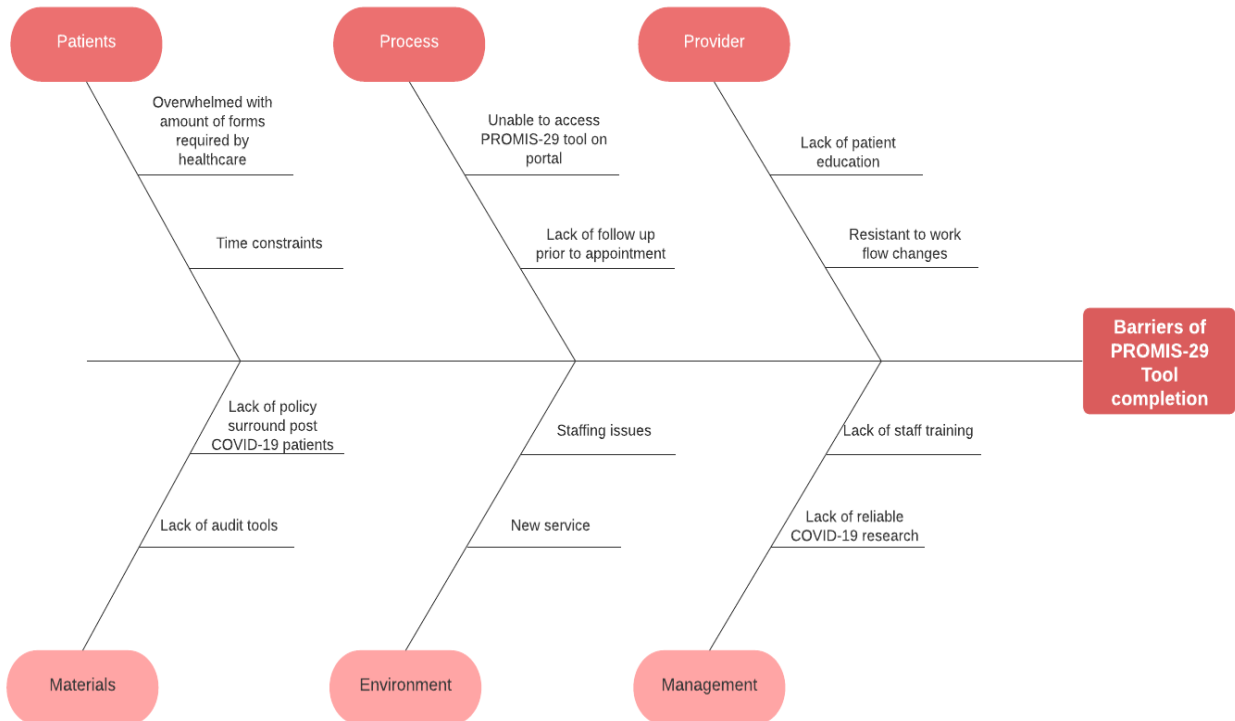 Patients
Process
Provider
Overwhelmed with
amount of forms
required by
healthcare
Unable to access
PROMIS-29 tool on
portal
Lack of patient
education
Time constraints
Lack of follow up
prior to appointment
Resistant to work
flow changes
Barriers of
PROMIS-29
Tool
completion
Lack of policy
surround post
COVID-19 patients
Staffing issues
Lack of staff training
Lack of audit tools
New service
Lack of reliable
COVID-19 research
Materials
Environment
Management